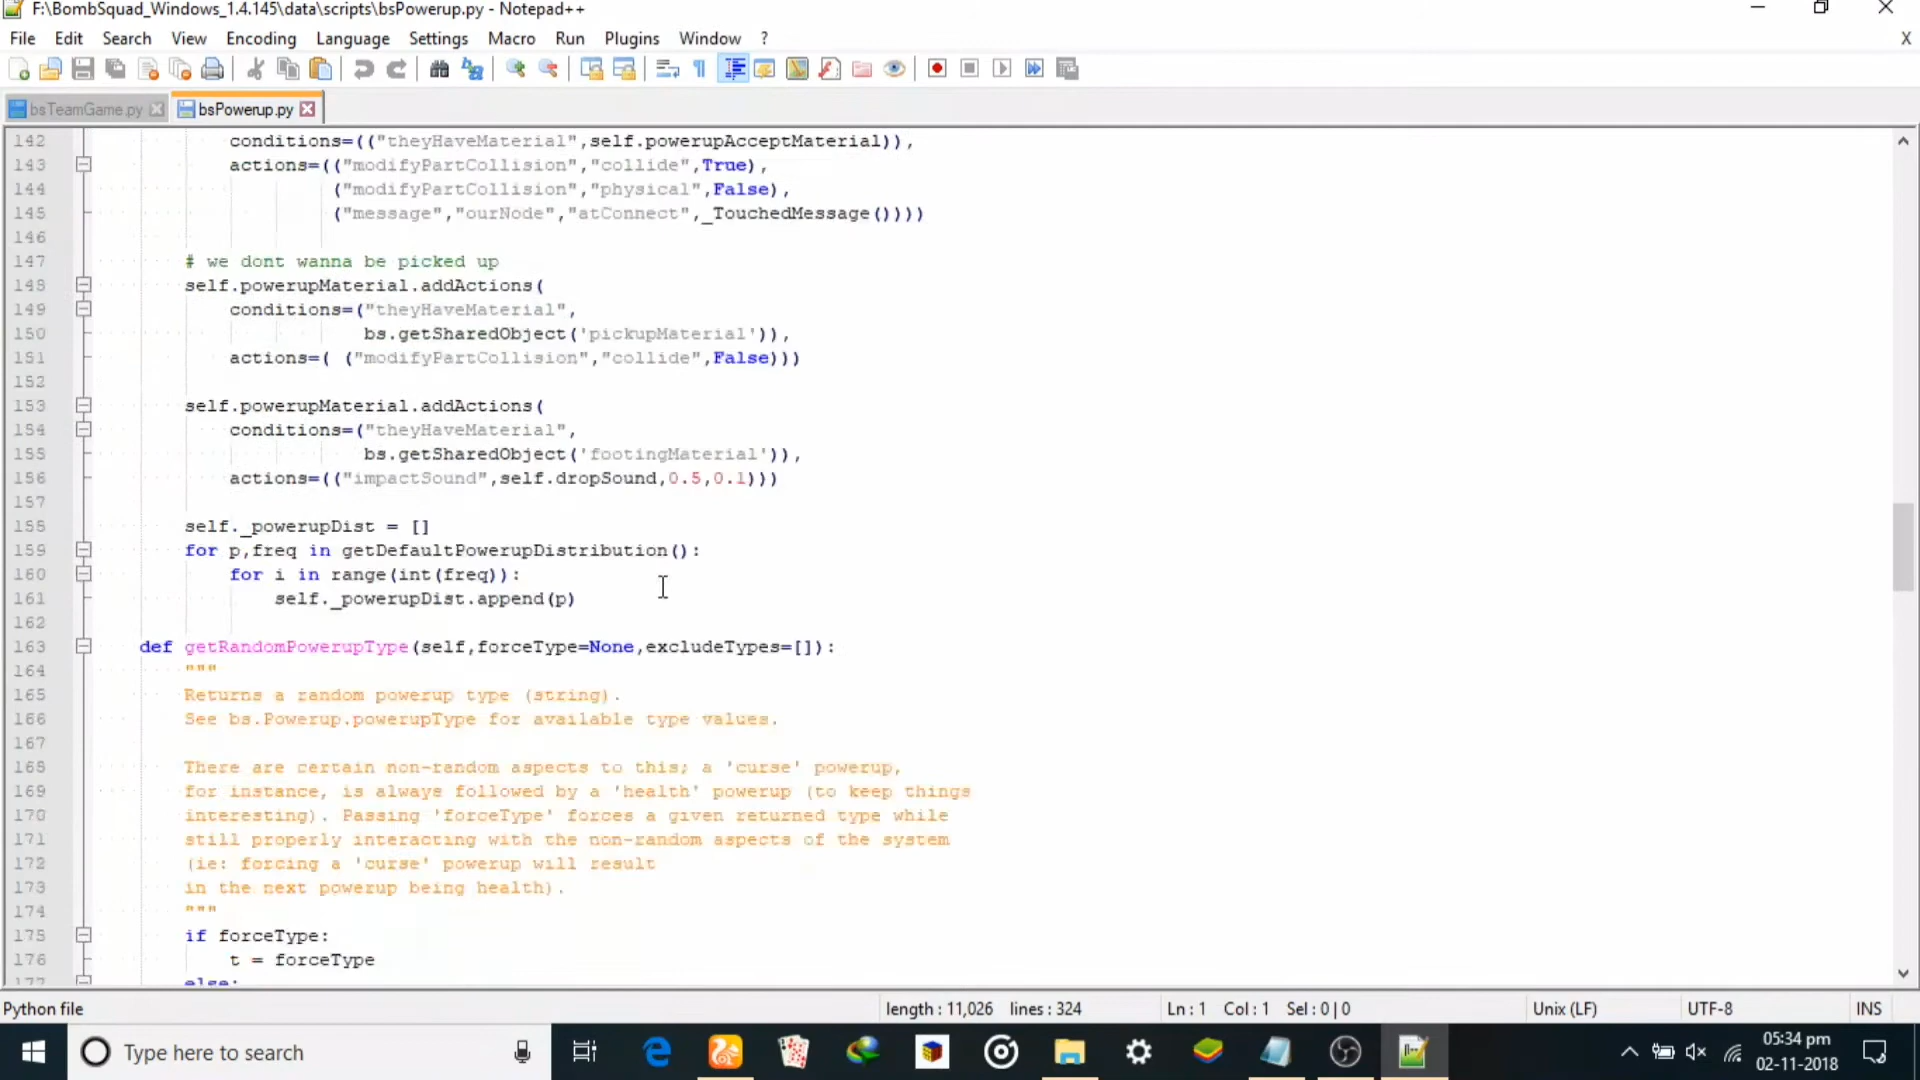 F:\BombSquad_Windows_1.4.145\data\scripts\bsPowerup.py - Notepad++
File Edit Search View Encoding Language Settings Macro Run Plugins Window ? X
bsTeamGame.py bsPowerup.py
142 conditions=(("theyHaveMaterial",self.powerupAcceptMaterial)),
143 actions=(("modifyPartCollision","collide",True),
144 ("modifyPartCollision","physical",False),
145 ("message","ourNode","atConnect",_TouchedMessage())))
146
147 # we dont wanna be picked up
148 self.powerupMaterial.addActions(
149 conditions=("theyHaveMaterial",
150 bs.getSharedObject('pickupMaterial')),
151 actions=( ("modifyPartCollision","collide",False)))
152
153 self.powerupMaterial.addActions(
154 conditions=("theyHaveMaterial",
155 bs.getSharedObject('footingMaterial')),
156 actions=(("impactSound",self.dropSound,0.5,0.1)))
157
158 self._powerupDist = []
159 for p,freq in getDefaultPowerupDistribution():
160 for i in range(int(freq)):
161 self._powerupDist.append(p)
162
163 def getRandomPowerupType(self,forceType=None,excludeTypes=[]):
164 """
165 Returns a random powerup type (string).
166 See bs.Powerup.powerupType for available type values.
167
168 There are certain non-random aspects to this; a 'curse' powerup,
169 for instance, is always followed by a 'health' powerup (to keep things
170 interesting). Passing 'forceType' forces a given returned type while
171 still properly interacting with the non-random aspects of the system
172 (ie: forcing a 'curse' powerup will result
173 in the next powerup being health).
174 """
175 if forceType:
176 t = forceType
177 else:
Python file length : 11,026 lines : 324 Ln : 1 Col : 1 Sel : 0 | 0 Unix (LF) UTF-8 INS
Type here to search
05:34 pm
02-11-2018